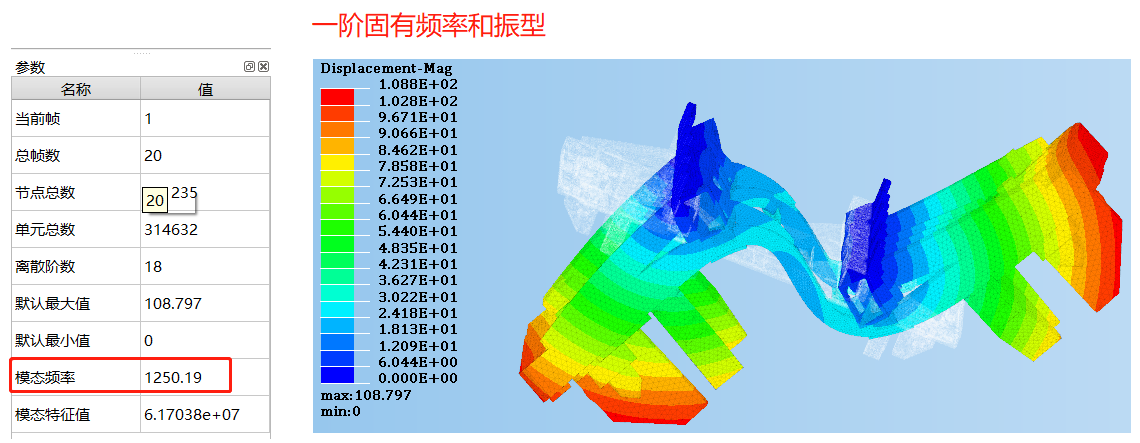 一阶固有频率和振型
参数
名称 值
当前帧 1
总帧数 20
节点总数 235
20
单元总数 314632
离散阶数 18
默认最大值 108.797
默认最小值 0
模态频率 1250.19
模态特征值 6.17038e+07
Displacement-Mag
1.088E+02
1.028E+02
9.671E+01
9.066E+01
8.462E+01
7.858E+01
7.253E+01
6.649E+01
6.044E+01
5.440E+01
4.835E+01
4.231E+01
3.627E+01
3.022E+01
2.418E+01
1.813E+01
1.209E+01
6.044E+00
0.000E+00
max:108.797
min:0